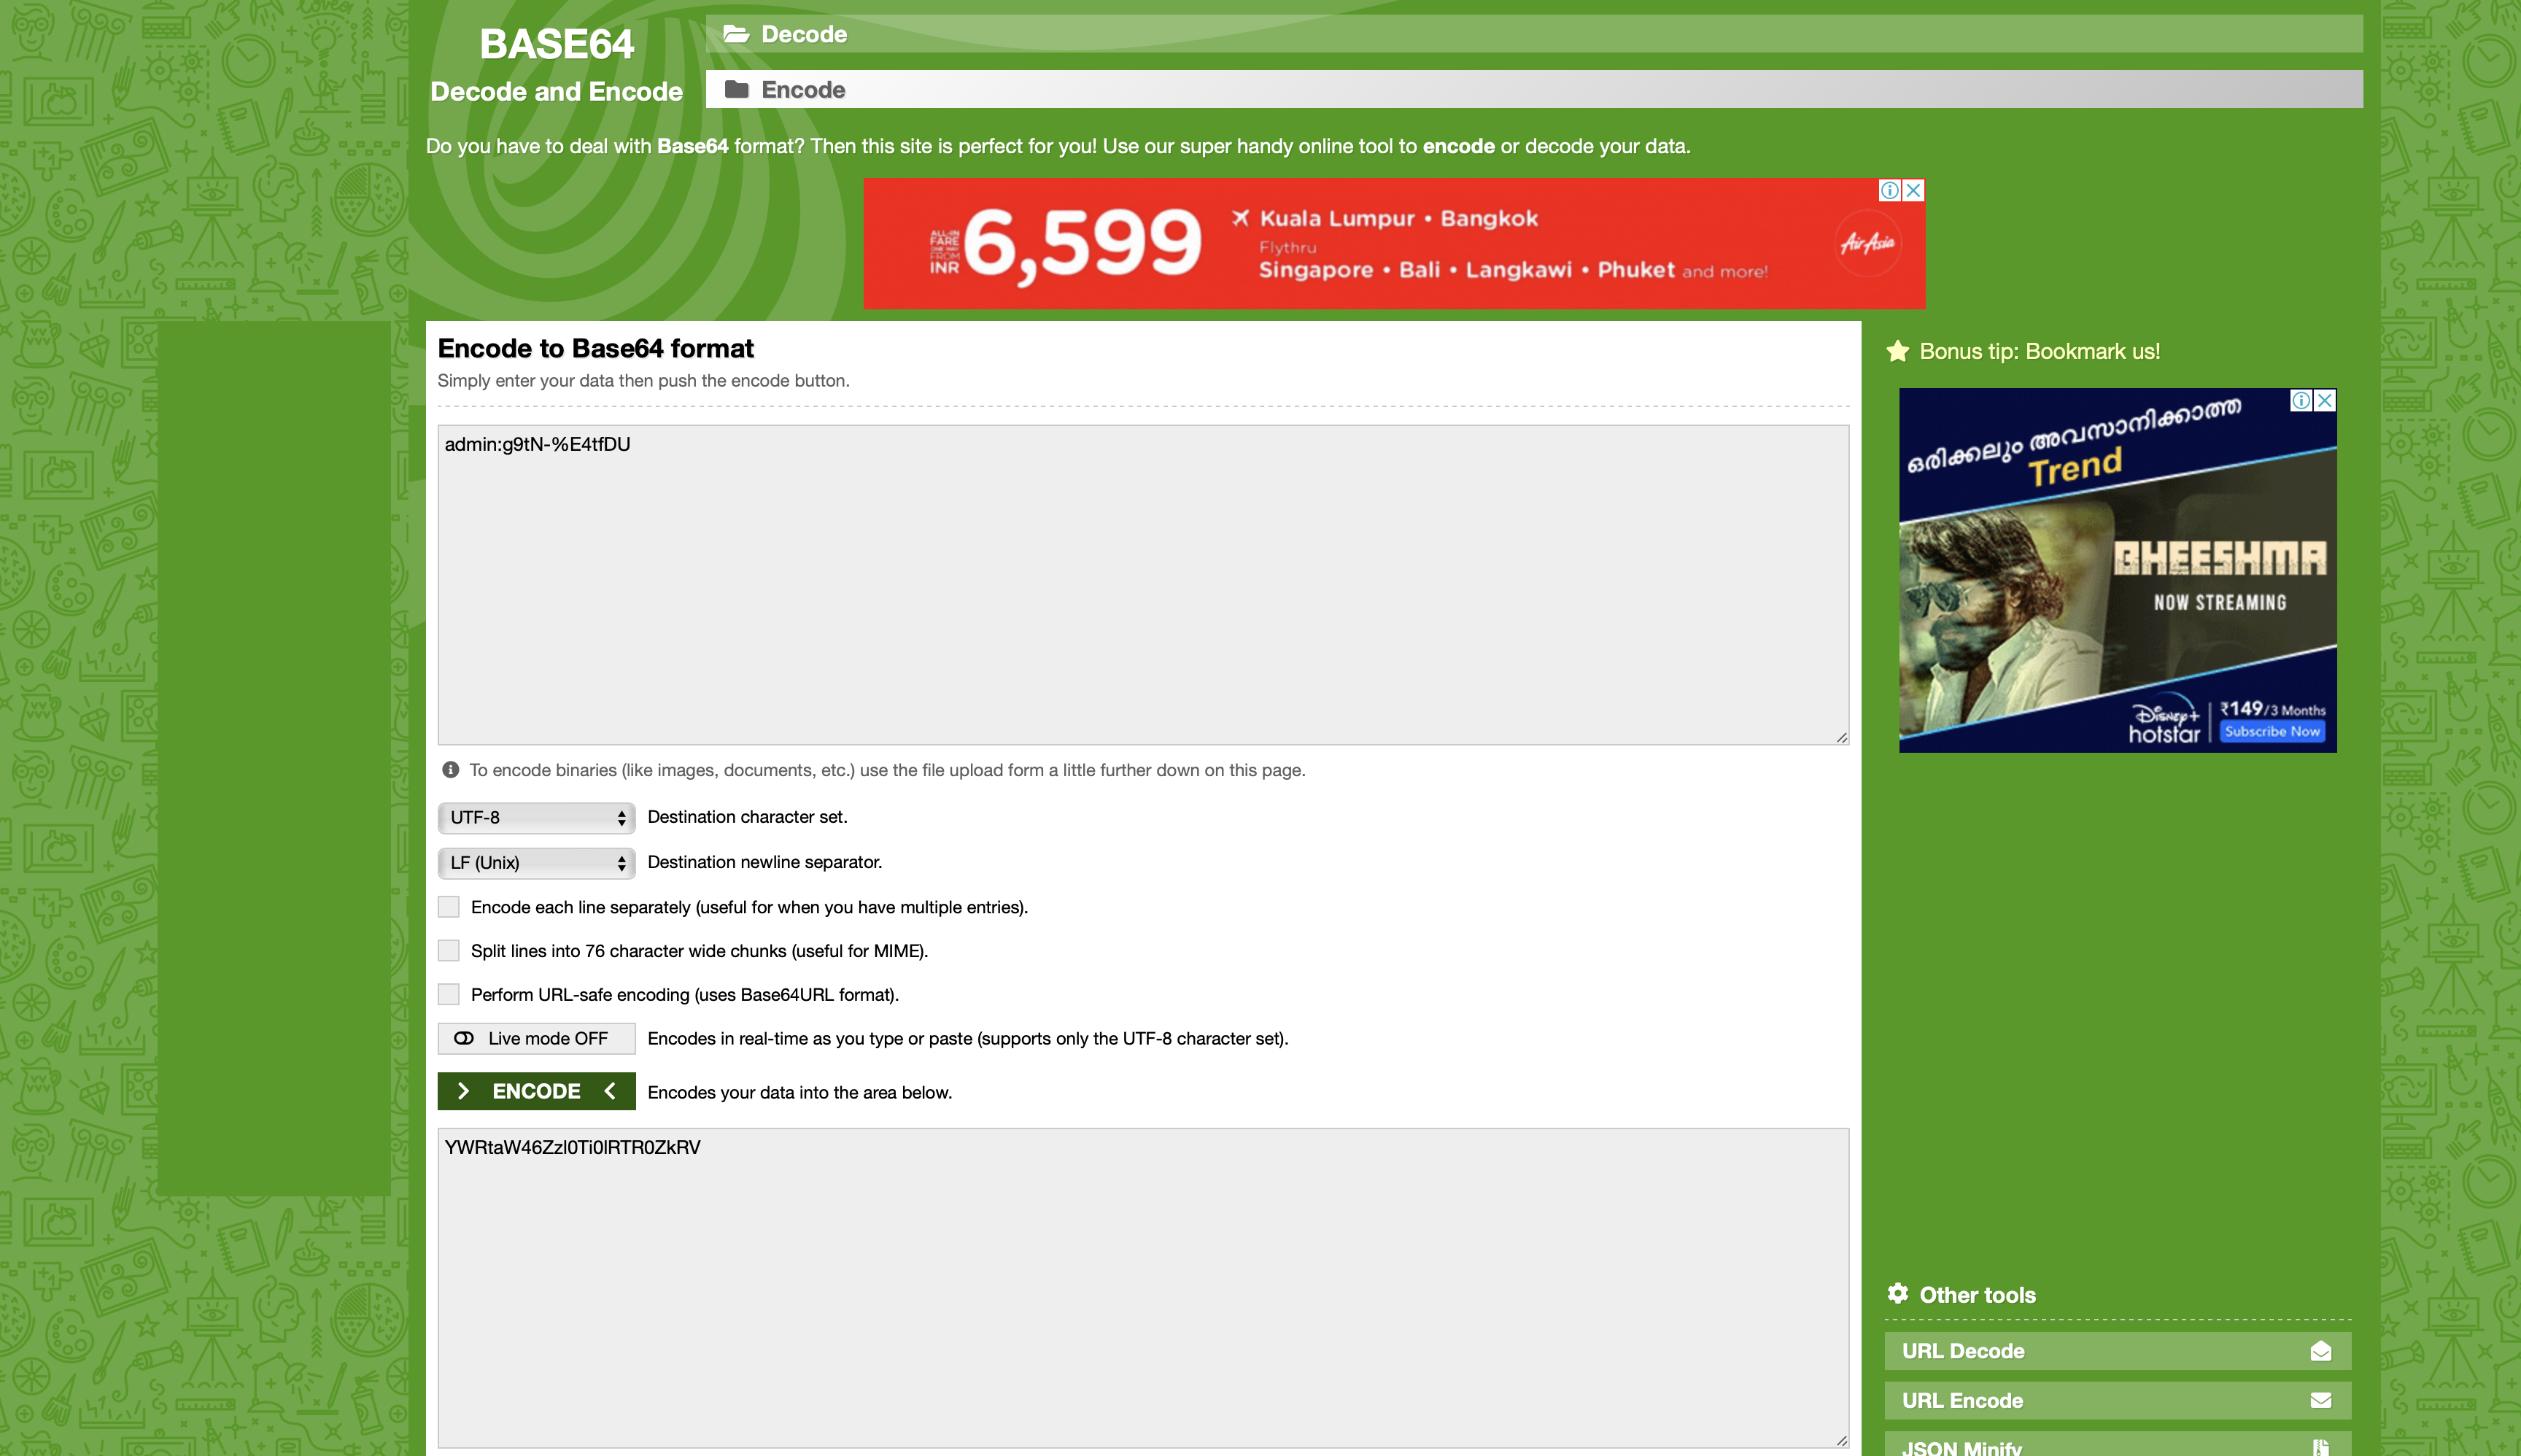 BASE64
Decode and Encode
Decode
Encode
Do you have to deal with Base64 format? Then this site is perfect for you! Use our super handy online tool to encode or decode your data.
ALL-IN
FARE
ONE WAY
FROM
INR
6,599
Kuala Lumpur • Bangkok
Flythru
Singapore • Bali • Langkawi • Phuket and more!
AirAsia
Encode to Base64 format
Simply enter your data then push the encode button.
admin:g9tN-%E4tfDU
To encode binaries (like images, documents, etc.) use the file upload form a little further down on this page.
UTF-8
Destination character set.
LF (Unix)
Destination newline separator.
Encode each line separately (useful for when you have multiple entries).
Split lines into 76 character wide chunks (useful for MIME).
Perform URL-safe encoding (uses Base64URL format).
Live mode OFF
Encodes in real-time as you type or paste (supports only the UTF-8 character set).
ENCODE
Encodes your data into the area below.
YWRtaW46Zzl0Ti0lRTR0ZkRV
Bonus tip: Bookmark us!
ഒരിക്കലും അവസാനിക്കാത്ത
Trend
BHEESHMA
NOW STREAMING
Disney+
hotstar
₹149/3 Months
Subscribe Now
Other tools
URL Decode
URL Encode
JSON Minify